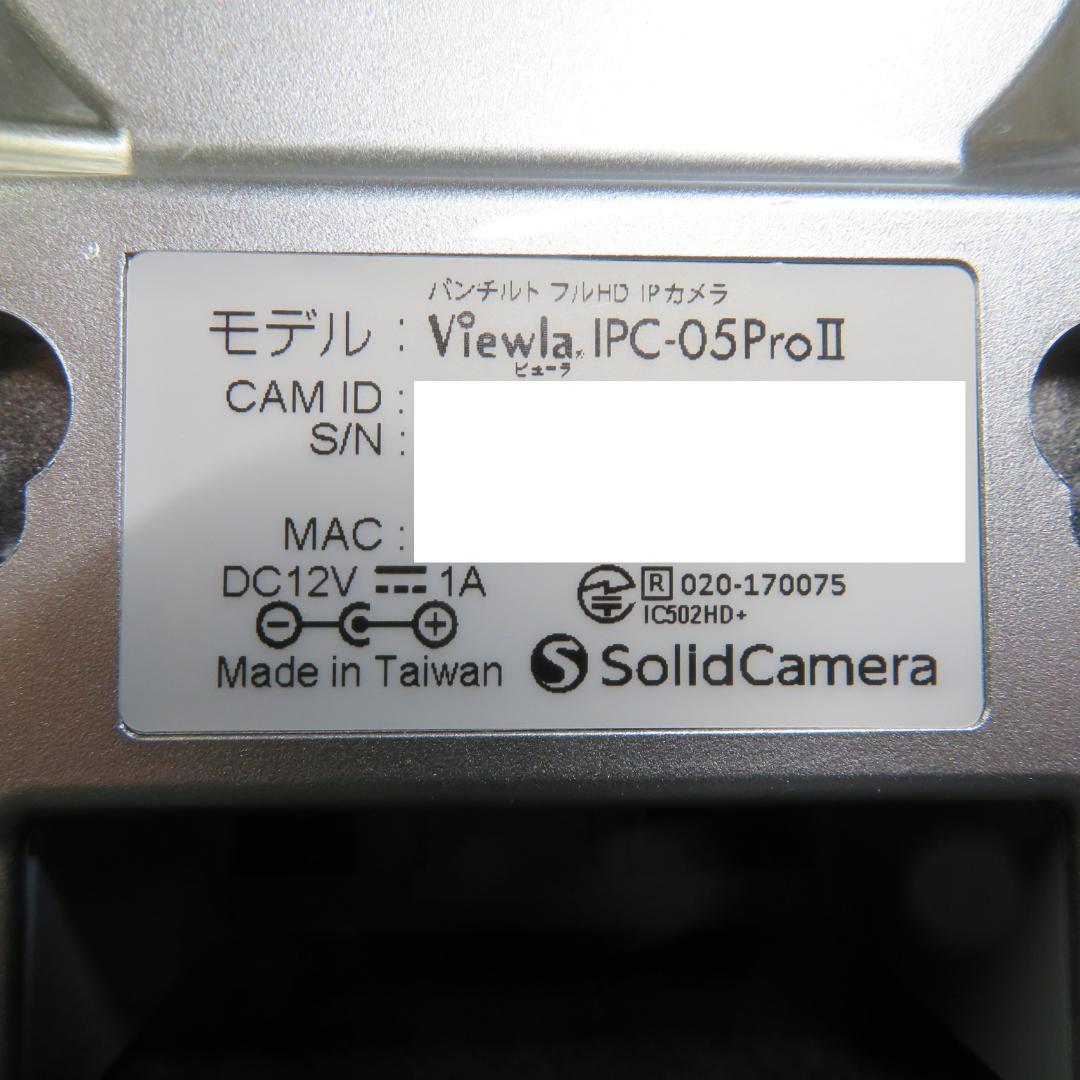 パンチルト フルHD IPカメラ
モデル : Viewla IPC-05ProⅡ
ビューラ
CAM ID :
S/N :
MAC :
DC12V 1A
R 020-170075
IC502HD+
Made in Taiwan
S SolidCamera